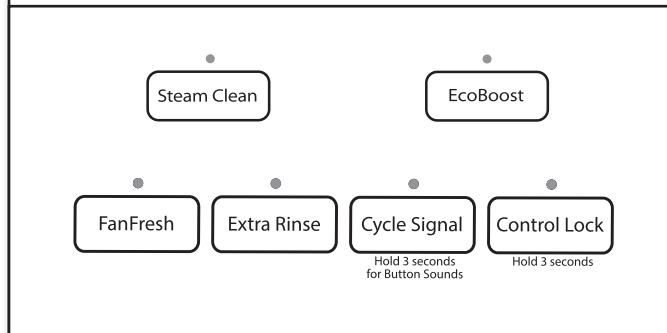 Steam Clean
EcoBoost
FanFresh
Extra Rinse
Cycle Signal
Hold 3 seconds
for Button Sounds
Control Lock
Hold 3 seconds